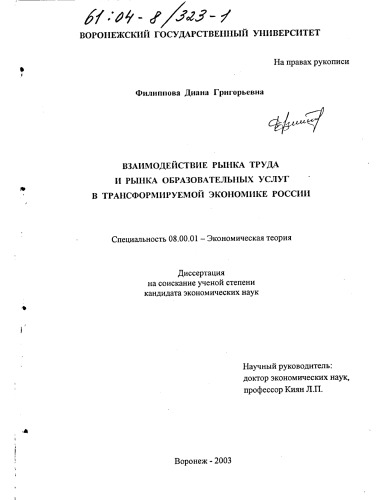 61:04-8/323-1
ВОРОНЕЖСКИЙ ГОСУДАРСТВЕННЫЙ УНИВЕРСИТЕТ
На правах рукописи
Филиппова Диана Григорьевна
ВЗАИМОДЕЙСТВИЕ РЫНКА ТРУДА
И РЫНКА ОБРАЗОВАТЕЛЬНЫХ УСЛУГ
В ТРАНСФОРМИРУЕМОЙ ЭКОНОМИКЕ РОССИИ
Специальность 08.00.01 – Экономическая теория
Диссертация
на соискание ученой степени
кандидата экономических наук
Научный руководитель:
доктор экономических наук,
профессор Киян Л.П.
Воронеж - 2003